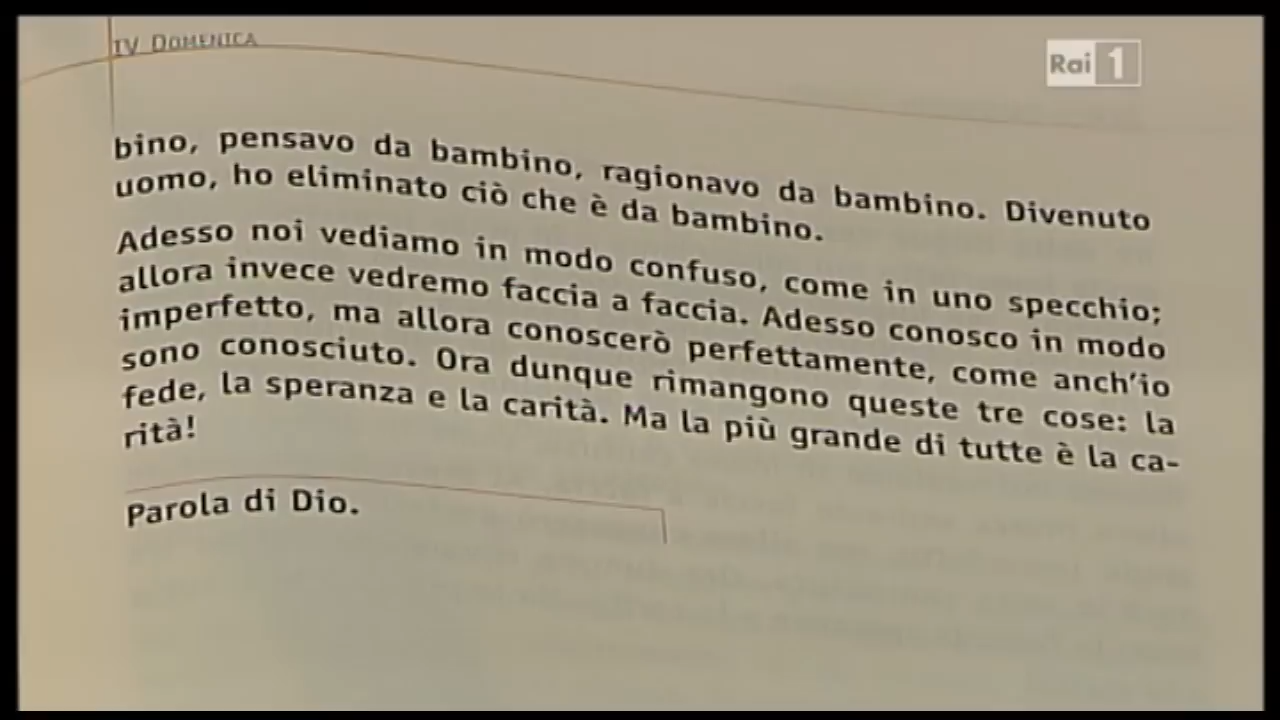 IV Domenica
Rai 1
bino, pensavo da bambino, ragionavo da bambino. Divenuto
uomo, ho eliminato ciò che è da bambino.
Adesso noi vediamo in modo confuso, come in uno specchio;
allora invece vedremo faccia a faccia. Adesso conosco in modo
imperfetto, ma allora conoscerò perfettamente, come anch'io
sono conosciuto. Ora dunque rimangono queste tre cose: la
fede, la speranza e la carità. Ma la più grande di tutte è la ca-
rità!
Parola di Dio.